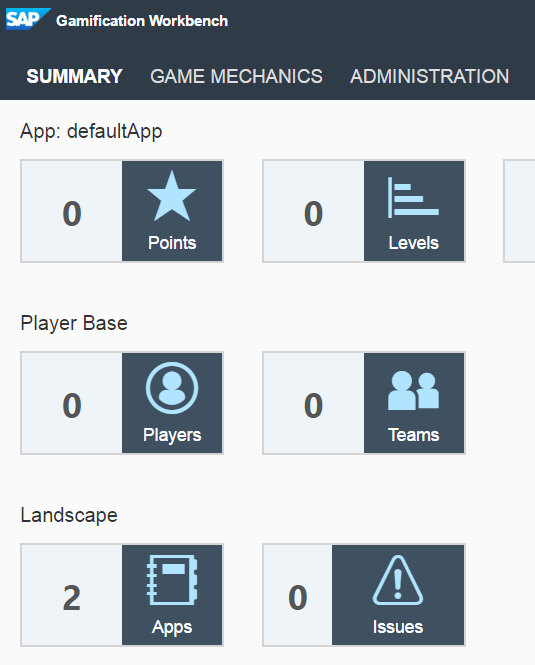 SAP Gamification Workbench
SUMMARY GAME MECHANICS ADMINISTRATION
App: defaultApp
0 Points 0 Levels
Player Base
0 Players 0 Teams
Landscape
2 Apps 0 Issues